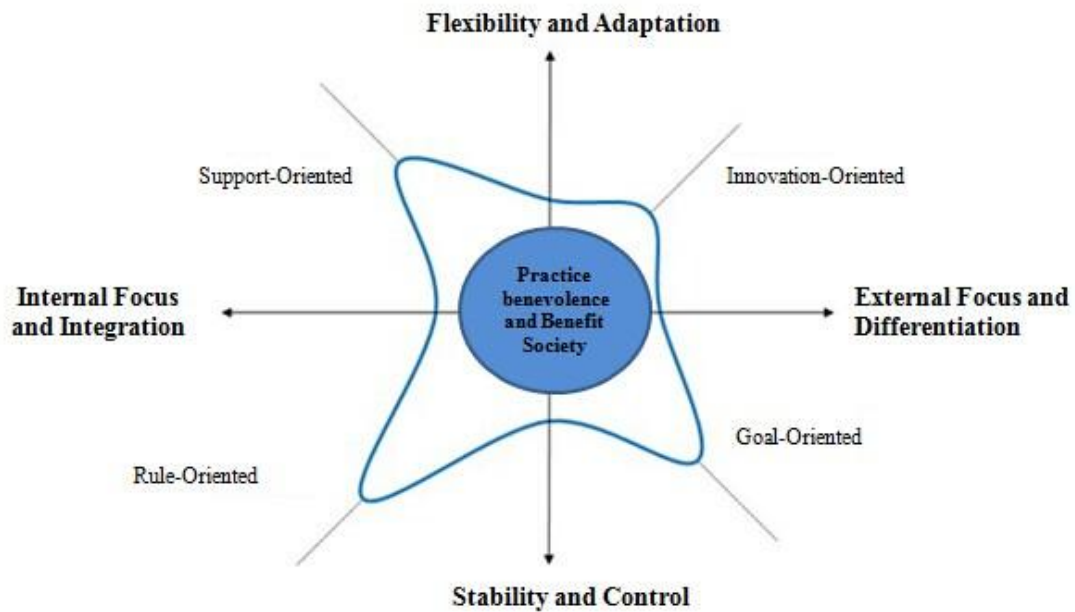 Flexibility and Adaptation
Support-Oriented
Innovation-Oriented
Internal Focus
and Integration
Practice
benevolence
and Benefit
Society
External Focus and
Differentiation
Goal-Oriented
Rule-Oriented
Stability and Control